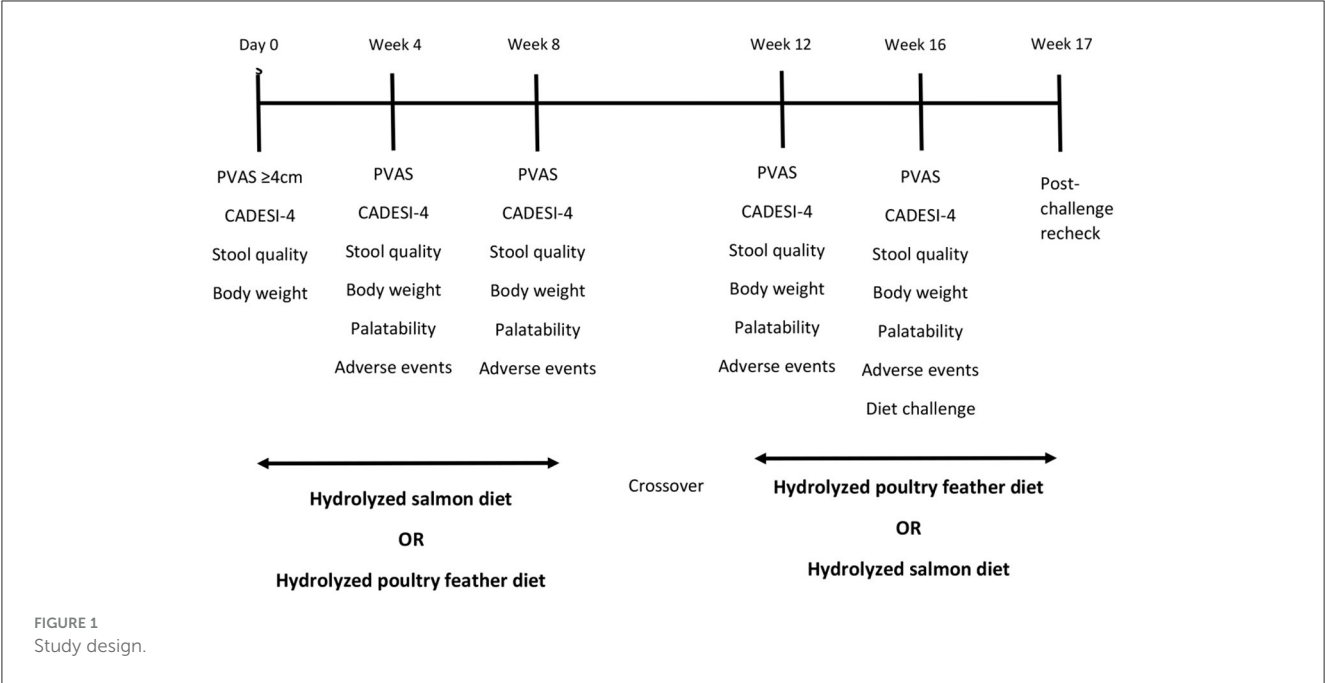 Day 0
Week 4
Week 8
Week 12
Week 16
Week 17
PVAS ≥4cm
CADESI-4
Stool quality
Body weight
PVAS
CADESI-4
Stool quality
Body weight
Palatability
Adverse events
PVAS
CADESI-4
Stool quality
Body weight
Palatability
Adverse events
PVAS
CADESI-4
Stool quality
Body weight
Palatability
Adverse events
PVAS
CADESI-4
Stool quality
Body weight
Palatability
Adverse events
Diet challenge
Post-
challenge
recheck
Hydrolyzed salmon diet
OR
Hydrolyzed poultry feather diet
Crossover
Hydrolyzed poultry feather diet
OR
Hydrolyzed salmon diet
FIGURE 1
Study design.